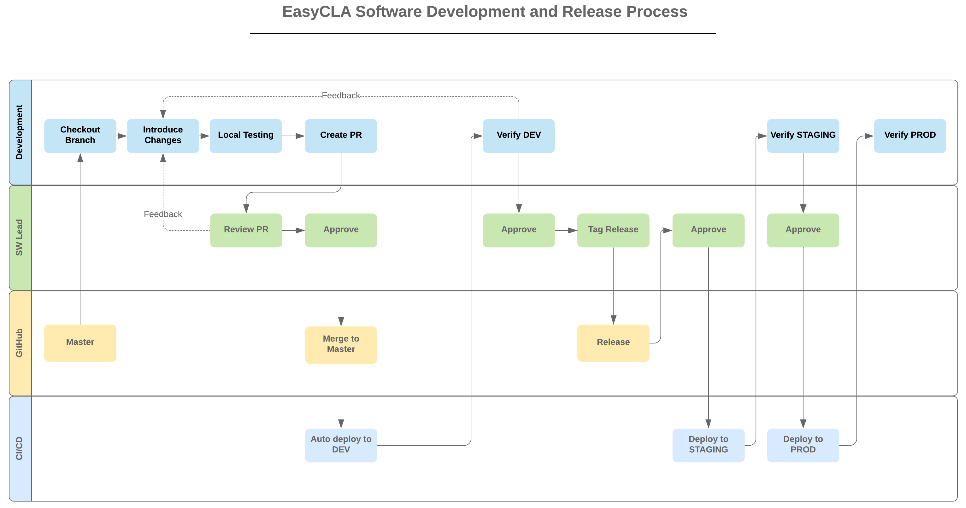 EasyCLA Software Development and Release Process
Development
Feedback
Checkout
Branch
Introduce
Changes
Local Testing
Create PR
Verify DEV
Verify STAGING
Verify PROD
SW Lead
Feedback
Review PR
Approve
Approve
Tag Release
Approve
Approve
GitHub
Master
Merge to
Master
Release
CI/CD
Auto deploy to
DEV
Deploy to
STAGING
Deploy to
PROD